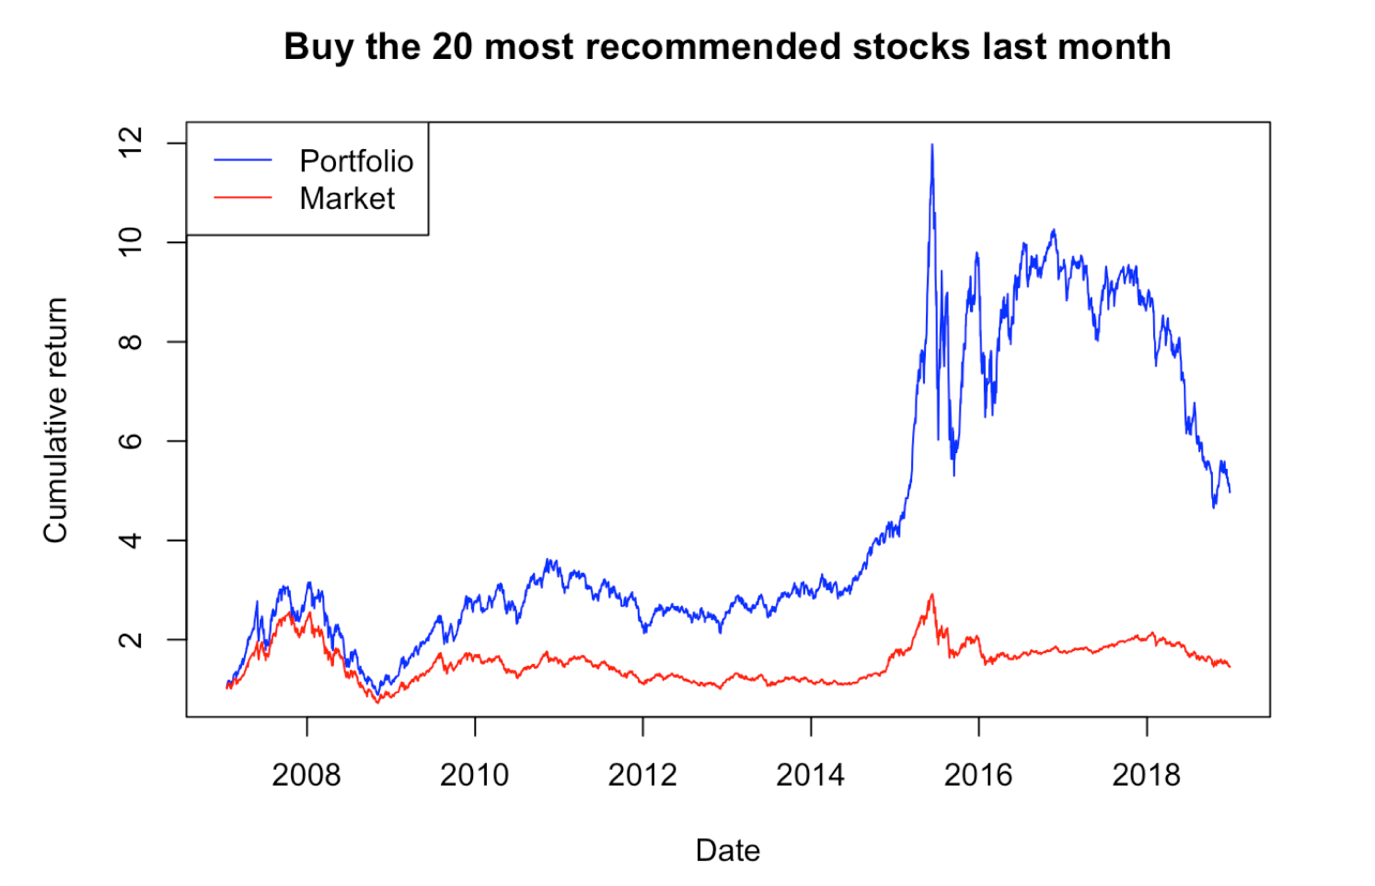 Buy the 20 most recommended stocks last month
Portfolio
Market
Cumulative return
12
10
8
6
4
2
2008 2010 2012 2014 2016 2018
Date